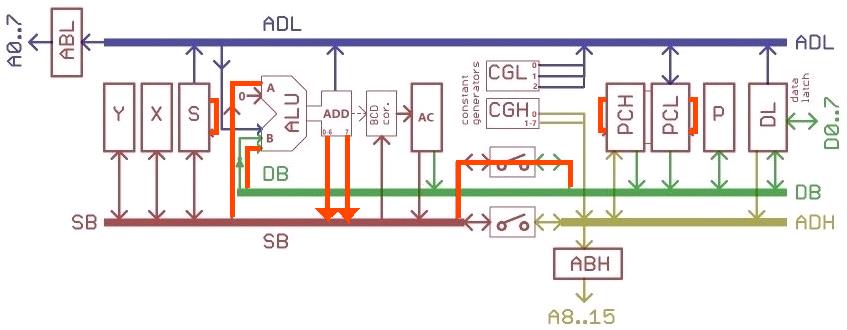 ADL
A0..7
ABL
ADL
Y
X
S
0
A
B
ALU
ADD
0-6
7
BCD
cor.
AC
constant
generators
CGL
0
1
2
CGH
0
1-7
PCH
PCL
P
DL
data
latch
D0..7
DB
DB
SB
SB
ADH
ABH
A8..15